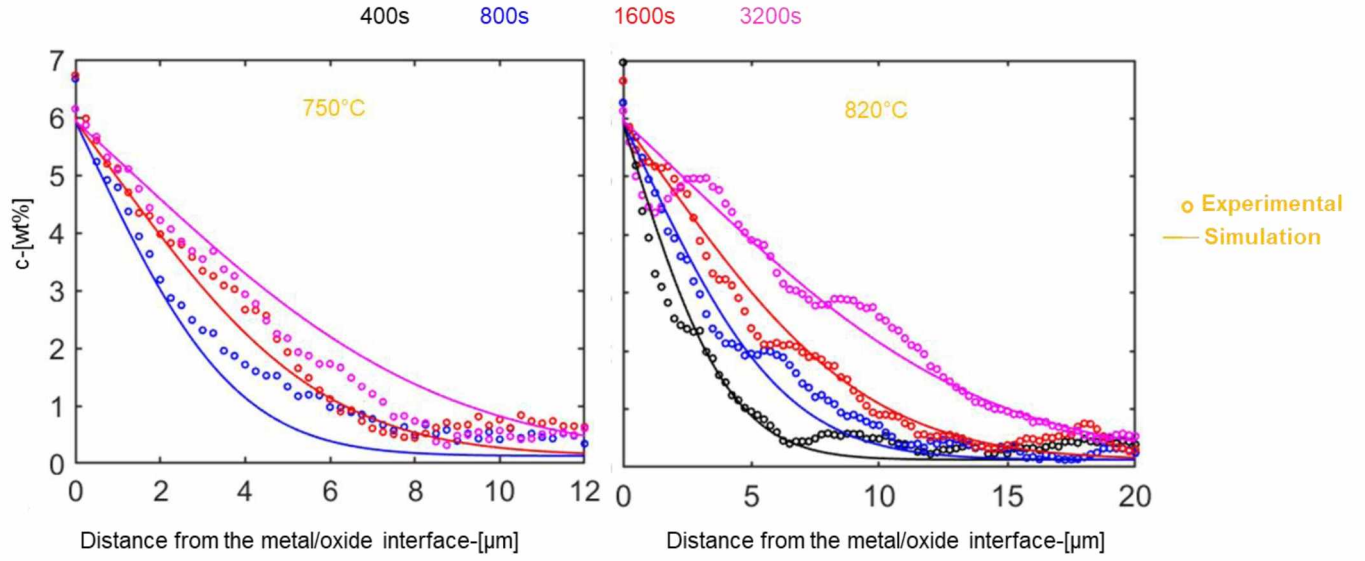 400s 800s 1600s 3200s
7
6
5
4
3
2
1
0
c-[wt%]
750°C
0 2 4 6 8 10 12
Distance from the metal/oxide interface-[µm]
820°C
0 5 10 15 20
Distance from the metal/oxide interface-[µm]
Experimental
Simulation